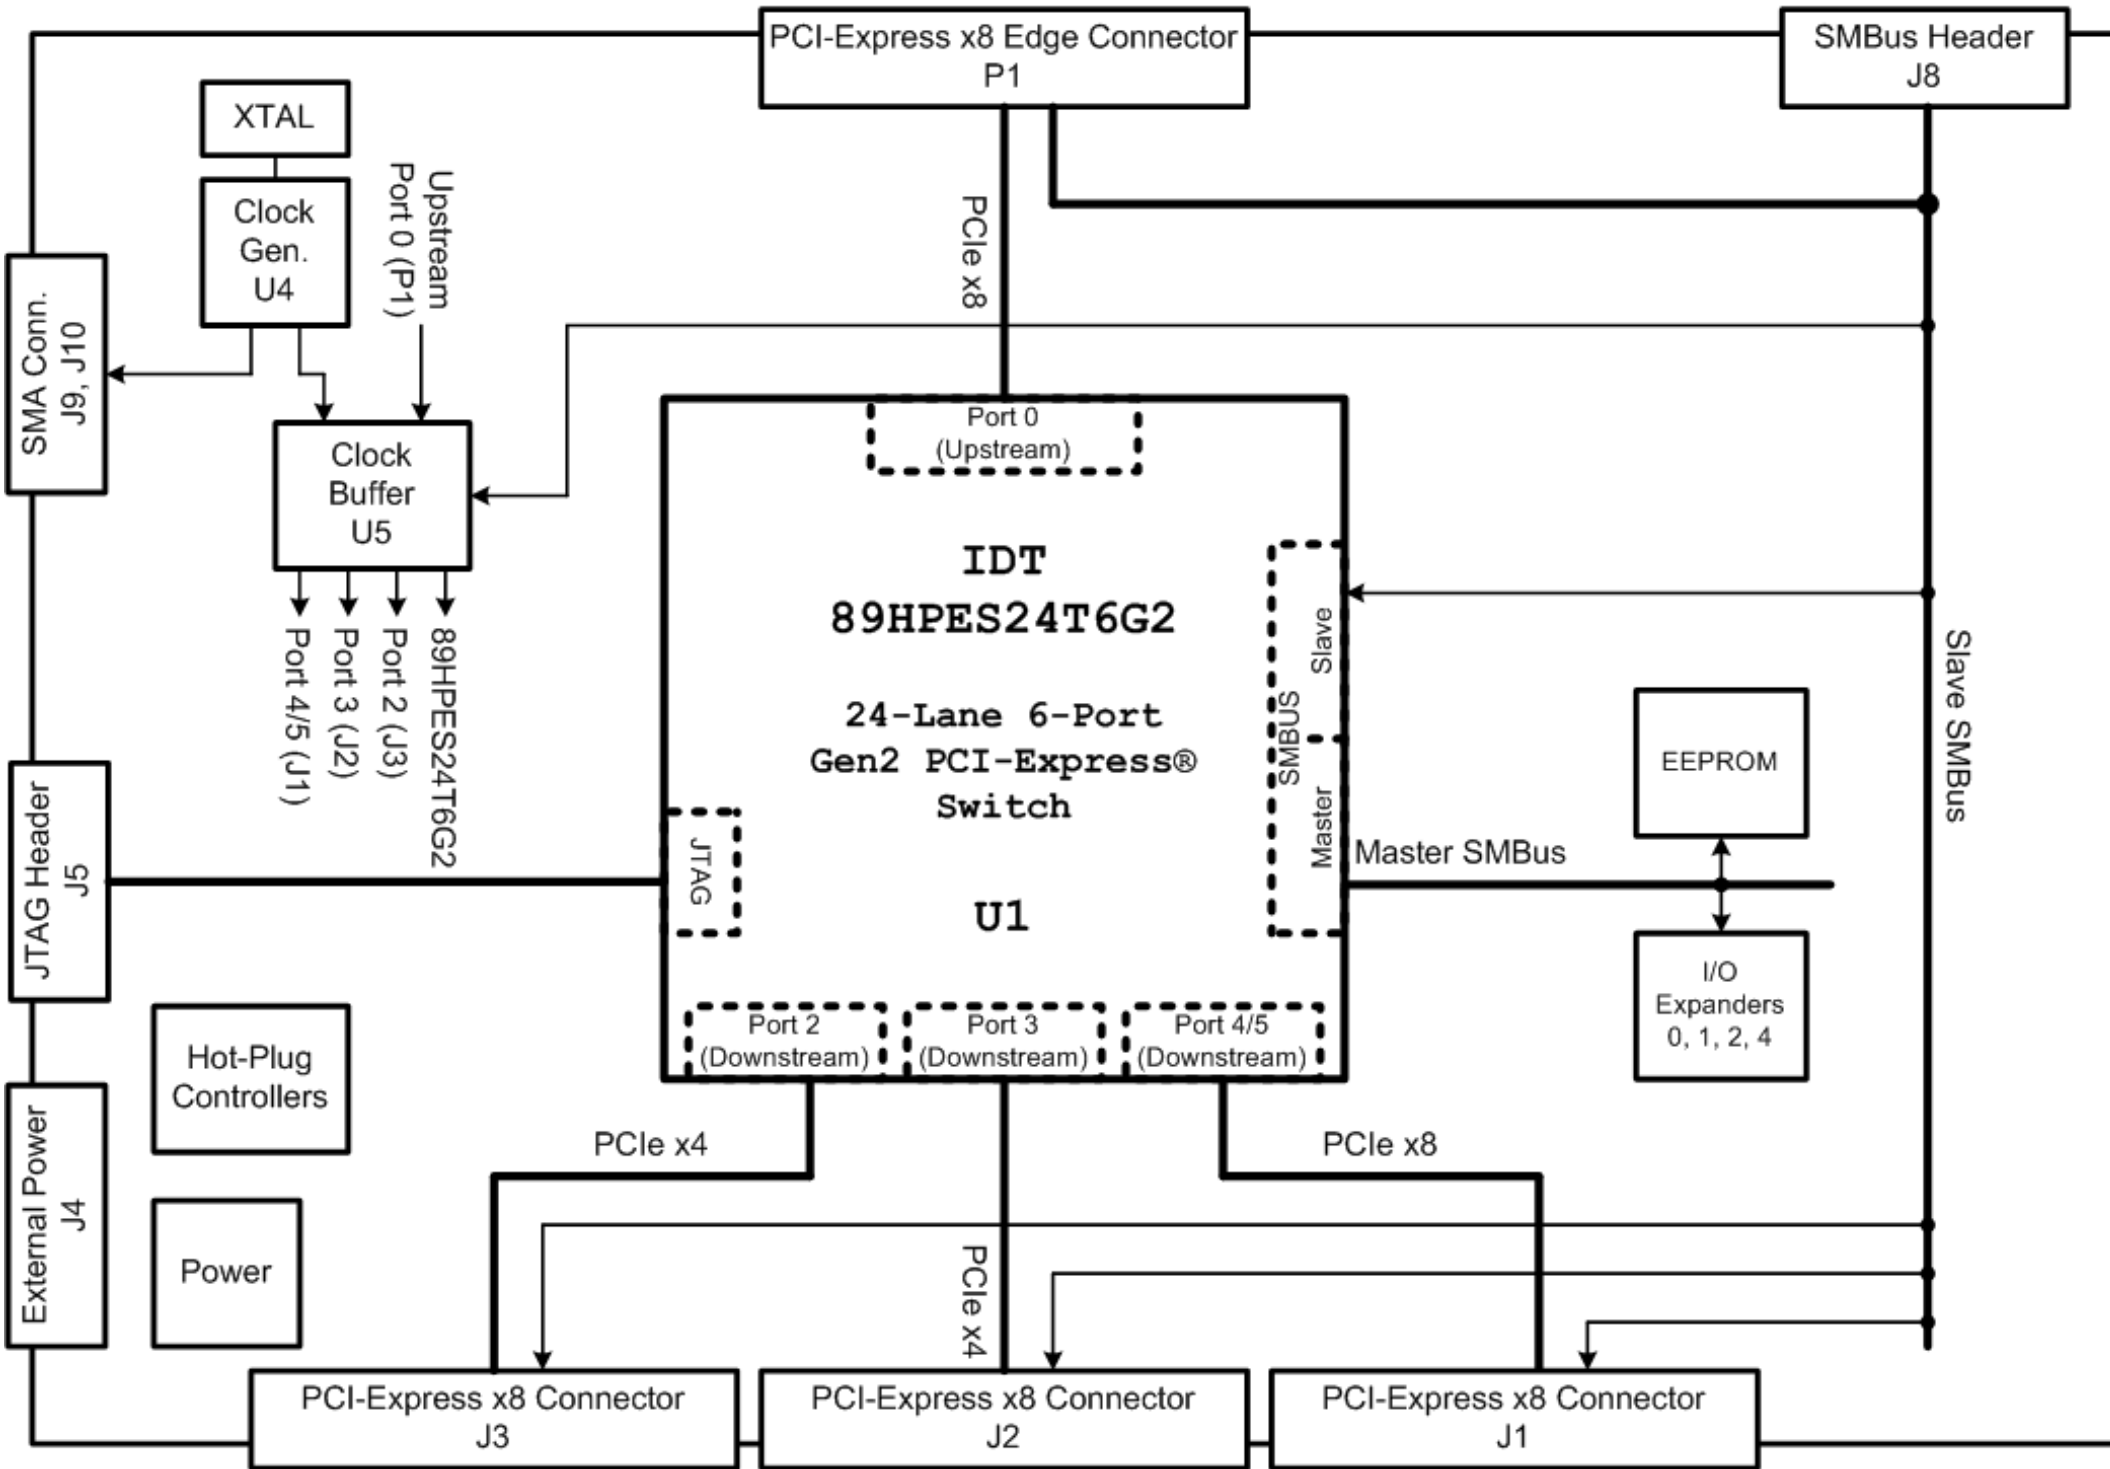 PCI-Express x8 Edge Connector
P1
SMBus Header
J8
XTAL
Clock
Gen.
U4
Upstream
Port 0 (P1)
SMA Conn.
J9, J10
PCIe x8
Clock
Buffer
U5
Port 4/5 (J1)
Port 3 (J2)
Port 2 (J3)
89HPES24T6G2
Port 0
(Upstream)
IDT
89HPES24T6G2
24-Lane 6-Port
Gen2 PCI-Express®
Switch
U1
SMBUS
Slave
Master
JTAG
Slave SMBus
EEPROM
Master SMBus
I/O
Expanders
0, 1, 2, 4
JTAG Header
J5
Port 2
(Downstream)
Port 3
(Downstream)
Port 4/5
(Downstream)
Hot-Plug
Controllers
External Power
J4
Power
PCIe x4
PCIe x4
PCIe x8
PCI-Express x8 Connector
J3
PCI-Express x8 Connector
J2
PCI-Express x8 Connector
J1